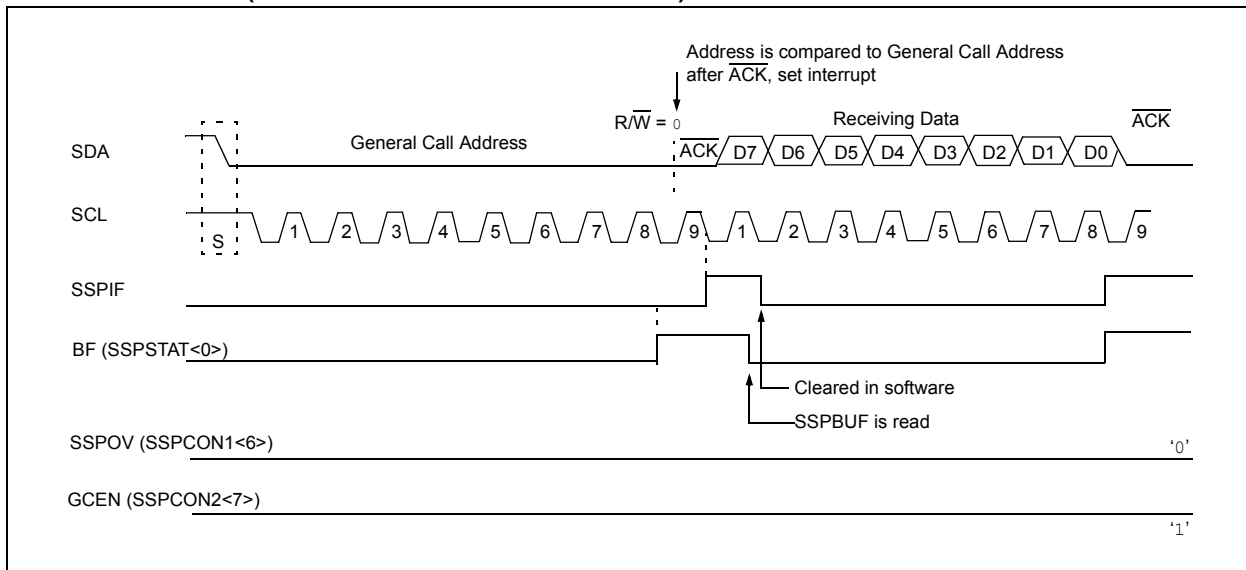 Address is compared to General Call Address
after ACK, set interrupt
R/W = 0
Receiving Data
ACK
SDA
General Call Address
ACK D7 D6 D5 D4 D3 D2 D1 D0
SCL
S
1 2 3 4 5 6 7 8 9 1 2 3 4 5 6 7 8 9
SSPIF
BF (SSPSTAT<0>)
Cleared in software
SSPBUF is read
SSPOV (SSPCON1<6>)
‘0’
GCEN (SSPCON2<7>)
‘1’